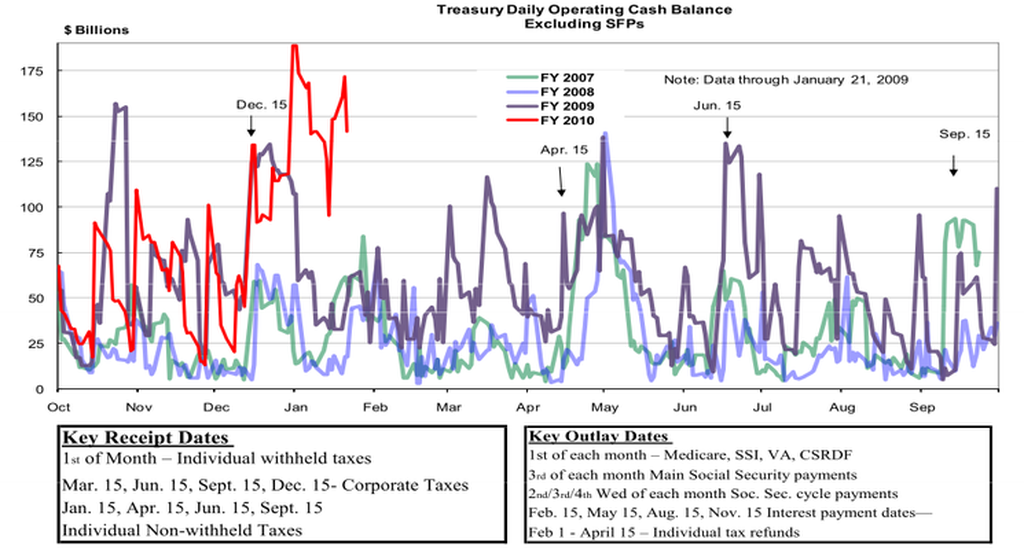 Treasury Daily Operating Cash Balance
Excluding SFPs
$ Billions
175
150
125
100
75
50
25
0
FY 2007
FY 2008
FY 2009
FY 2010
Note: Data through January 21, 2009
Dec. 15
Apr. 15
Jun. 15
Sep. 15
Oct Nov Dec Jan Feb Mar Apr May Jun Jul Aug Sep
Key Receipt Dates
1st of Month – Individual withheld taxes
Mar. 15, Jun. 15, Sept. 15, Dec. 15- Corporate Taxes
Jan. 15, Apr. 15, Jun. 15, Sept. 15
Individual Non-withheld Taxes
Key Outlay Dates
1st of each month – Medicare, SSI, VA, CSRDF
3rd of each month Main Social Security payments
2nd/3rd/4th Wed of each month Soc. Sec. cycle payments
Feb. 15, May 15, Aug. 15, Nov. 15 Interest payment dates—
Feb 1 - April 15 – Individual tax refunds